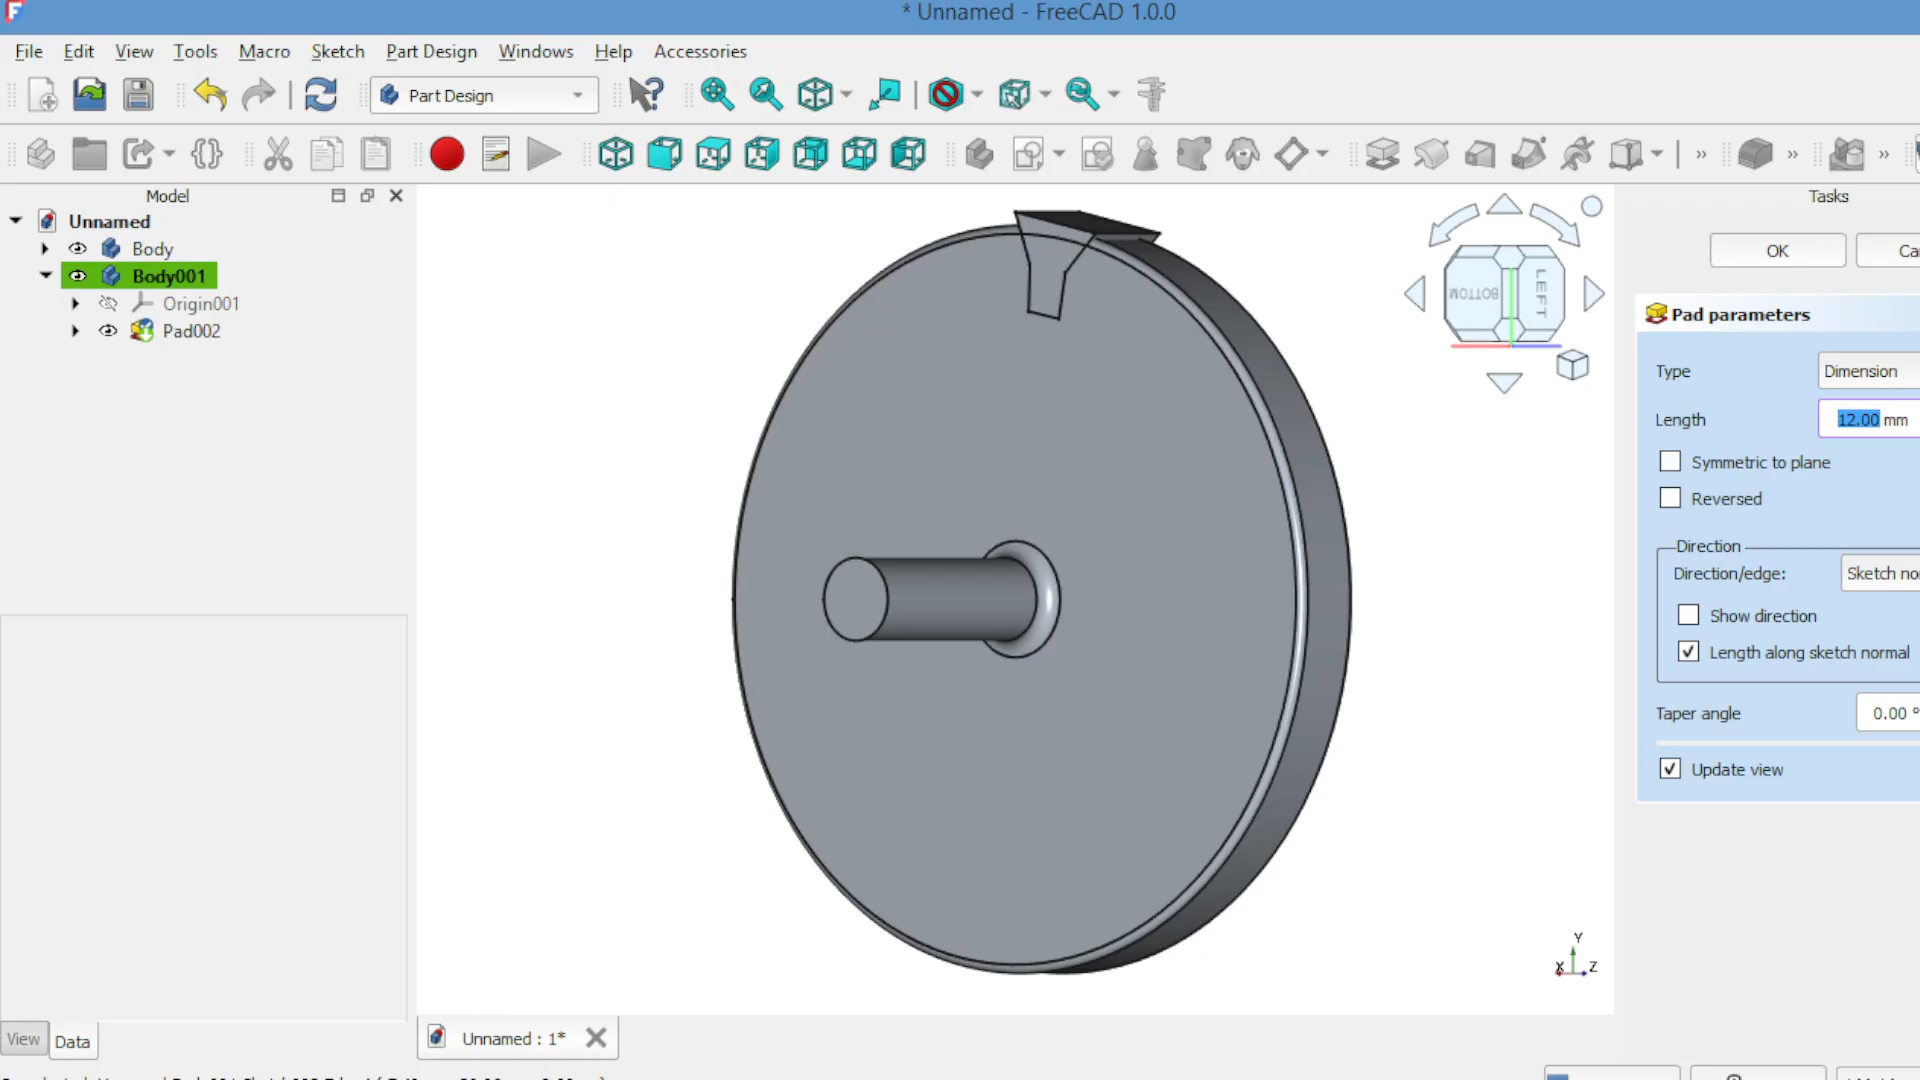 * Unnamed - FreeCAD 1.0.0
File Edit View Tools Macro Sketch Part Design Windows Help Accessories
Part Design
Model
Tasks
Unnamed
Body
Body001
Origin001
Pad002
BOTTOM
LEFT
OK
Pad parameters
Type Dimension
Length 12.00 mm
Symmetric to plane
Reversed
Direction
Direction/edge: Sketch
Show direction
Length along sketch normal
Taper angle 0.00 °
Update view
Y
X Z
View Data
Unnamed : 1*